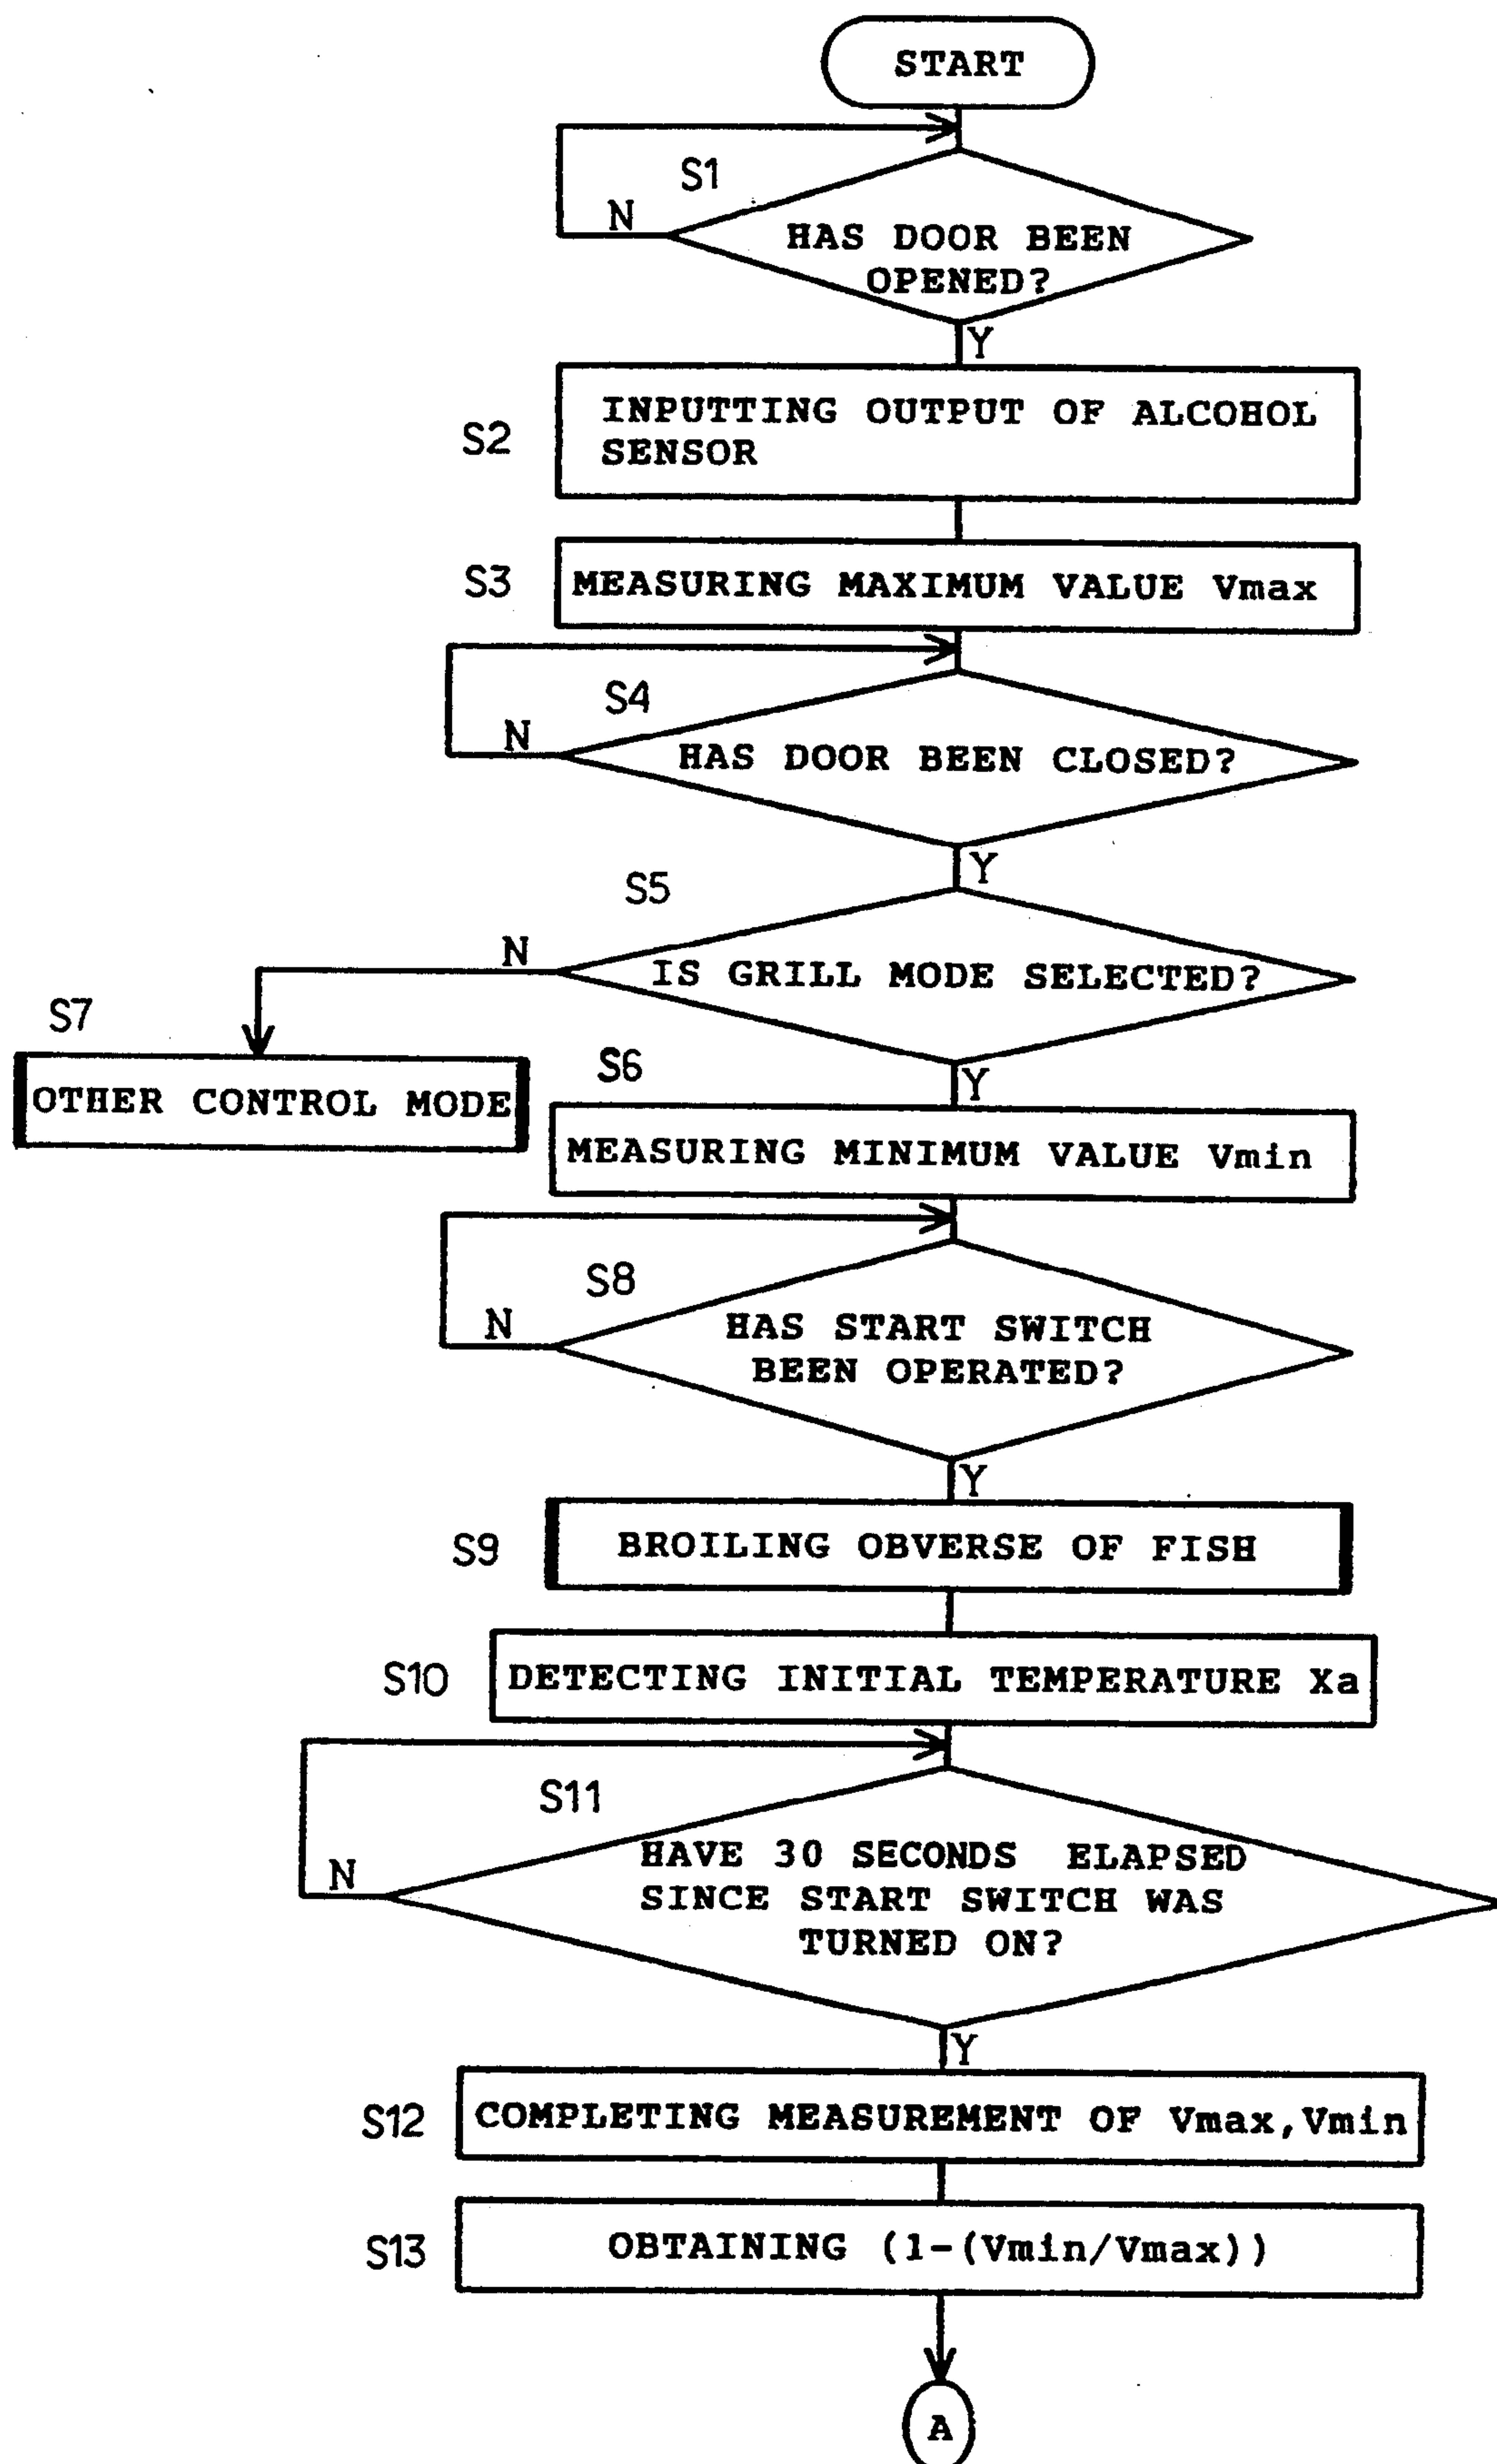 START
S1
N
HAS DOOR BEEN
OPENED?
Y
S2
INPUTTING OUTPUT OF ALCOHOL
SENSOR
S3
MEASURING MAXIMUM VALUE Vmax
S4
N
HAS DOOR BEEN CLOSED?
Y
S5
N
IS GRILL MODE SELECTED?
S7
OTHER CONTROL MODE
S6
Y
MEASURING MINIMUM VALUE Vmin
S8
N
HAS START SWITCH
BEEN OPERATED?
Y
S9
BROILING OBVERSE OF FISH
S10
DETECTING INITIAL TEMPERATURE Xa
S11
N
HAVE 30 SECONDS ELAPSED
SINCE START SWITCH WAS
TURNED ON?
Y
S12
COMPLETING MEASUREMENT OF Vmax,Vmin
S13
OBTAINING (1-(Vmin/Vmax))
A